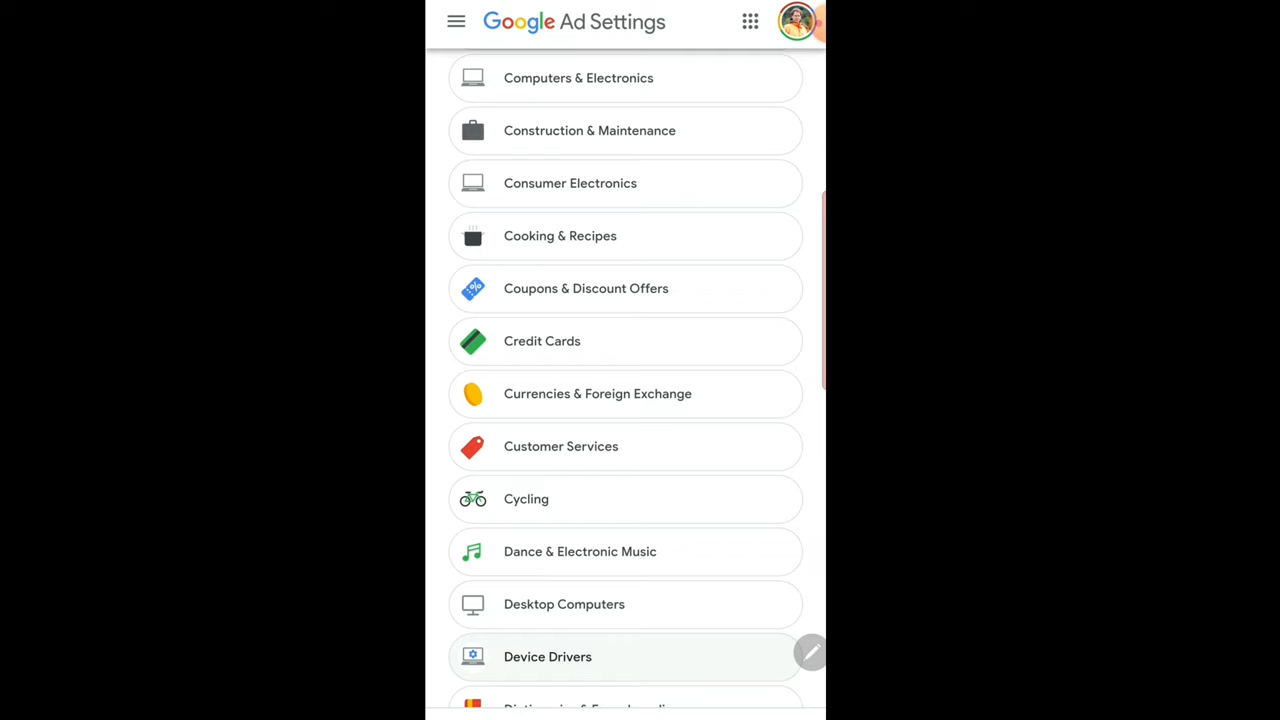 Google Ad Settings
Computers & Electronics
Construction & Maintenance
Consumer Electronics
Cooking & Recipes
Coupons & Discount Offers
Credit Cards
Currencies & Foreign Exchange
Customer Services
Cycling
Dance & Electronic Music
Desktop Computers
Device Drivers